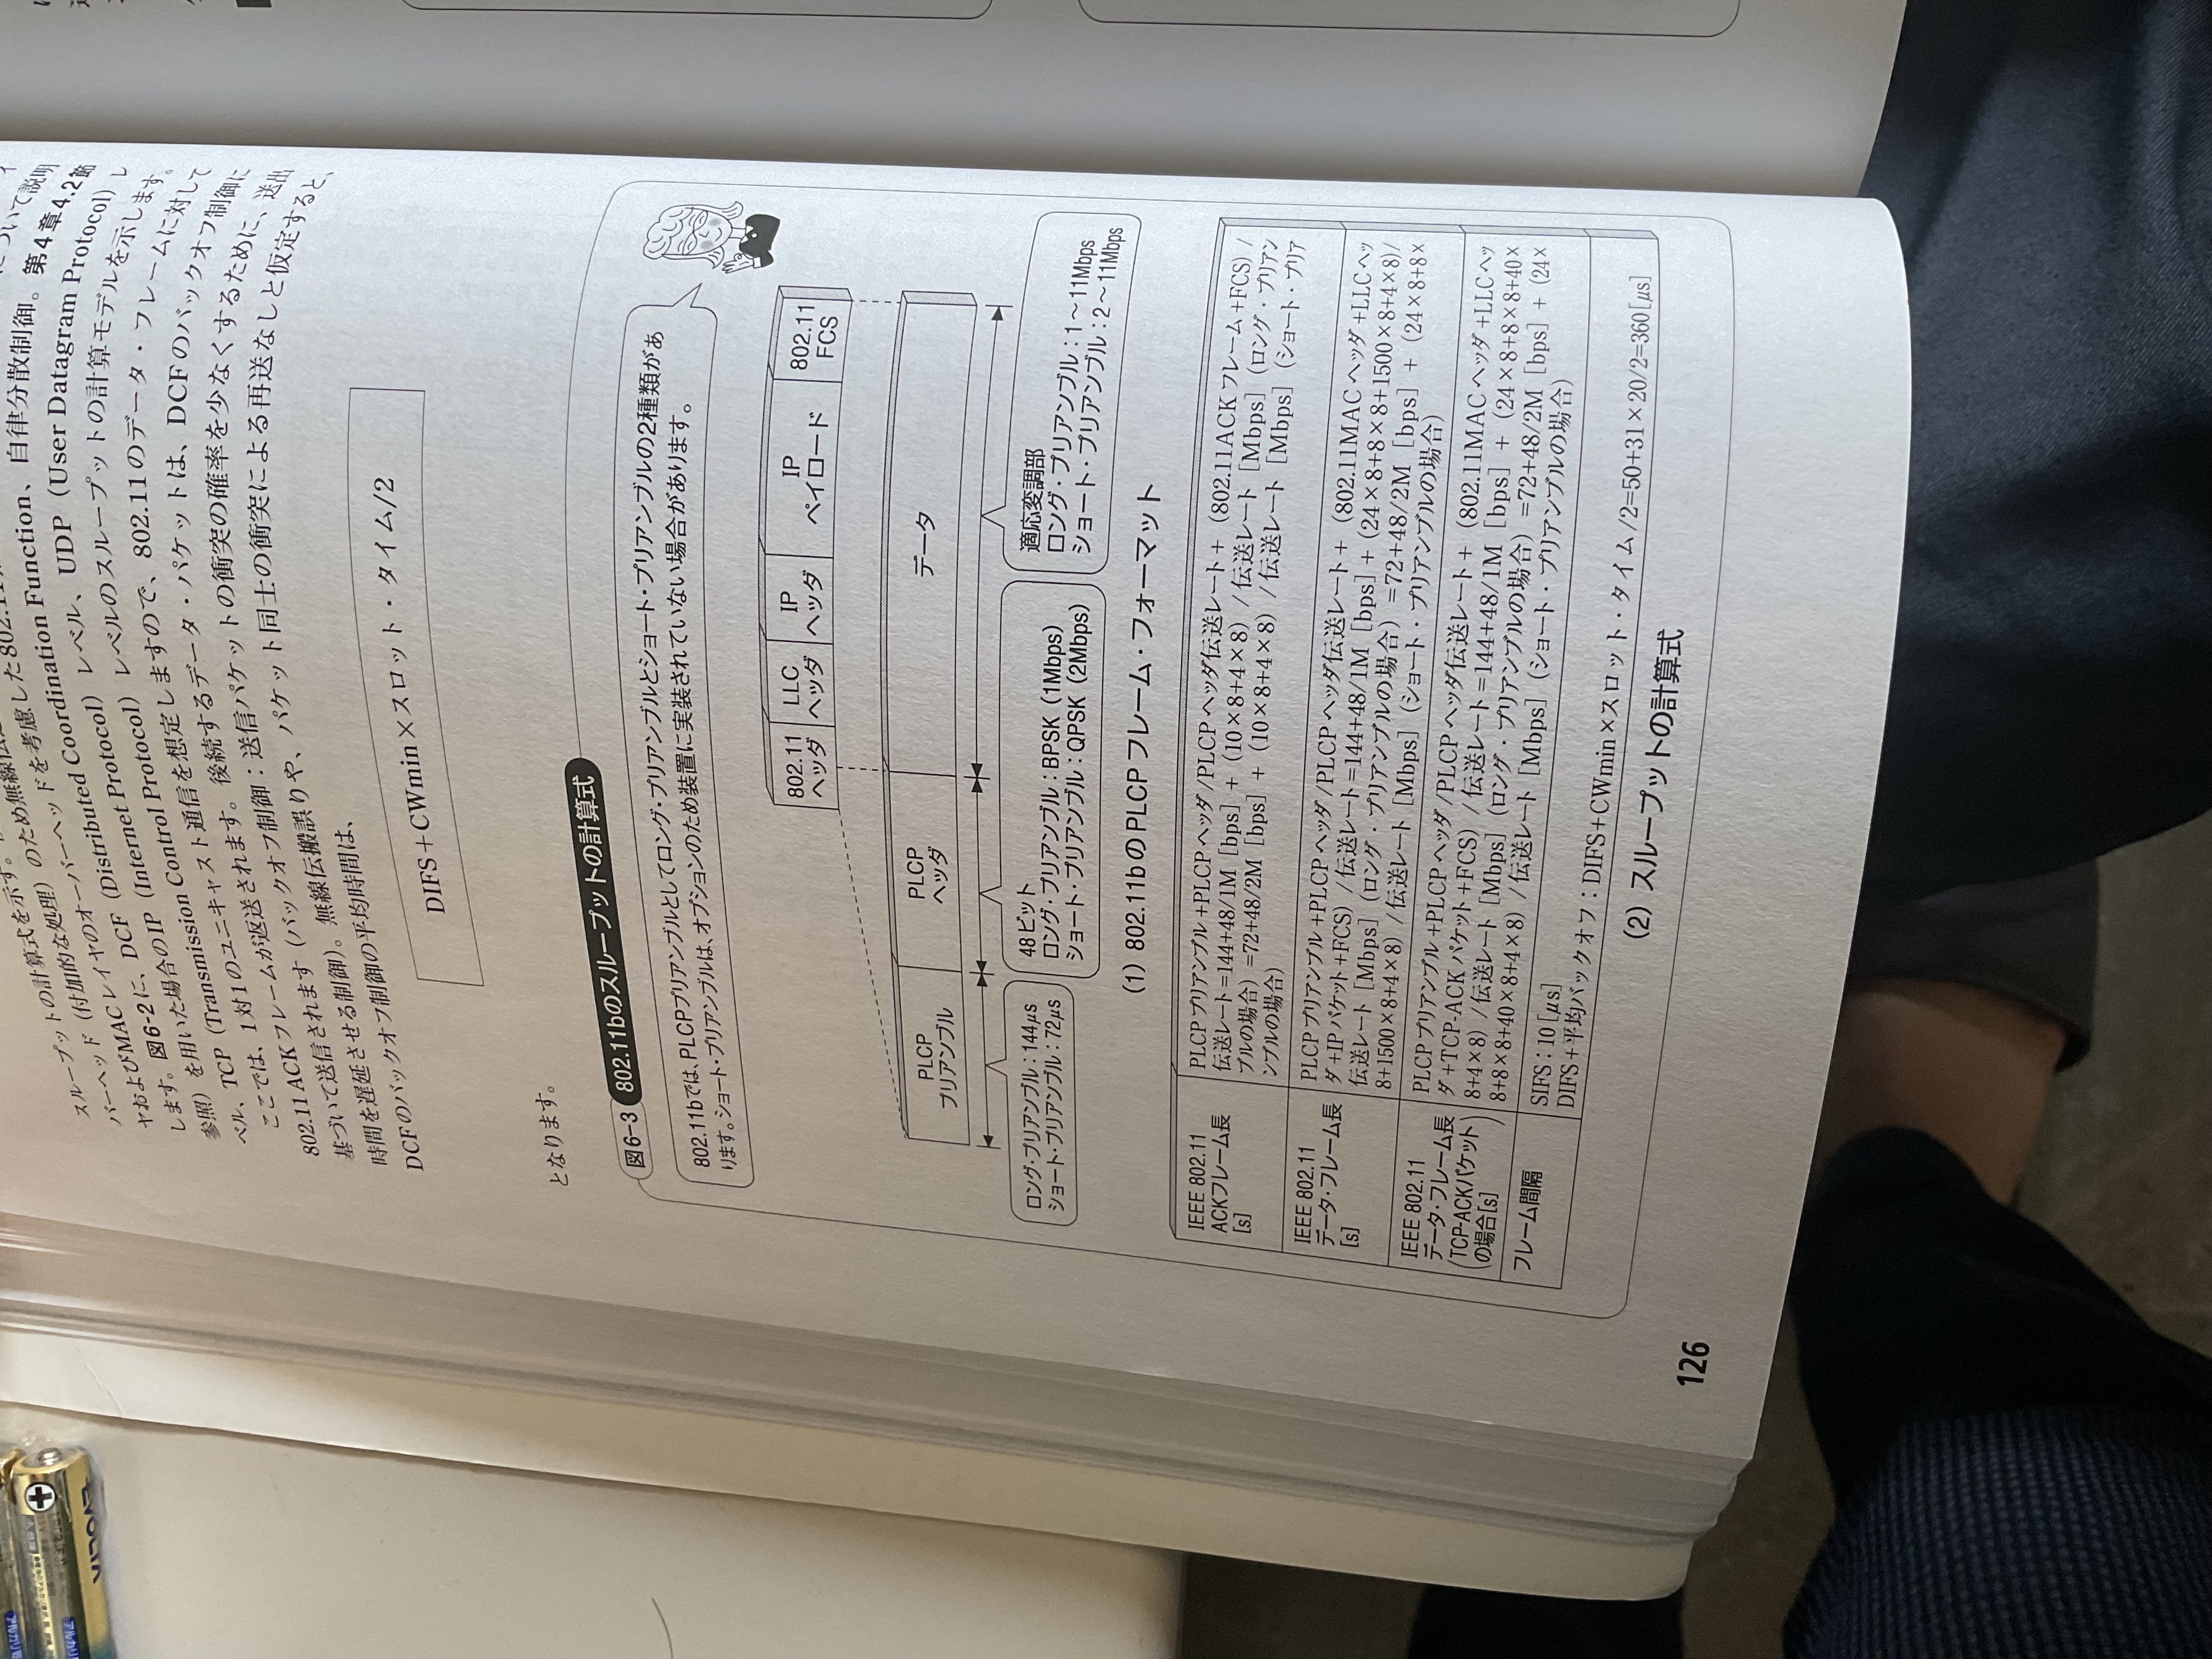 EVOLTA
アルカリ
スループットの計算式を示す。
バーヘッド（付加的な処理）のため無線伝
ヤおよびMACレイヤのオーバーヘッドを考慮した802.11
について説明
します。図6-2に、DCF（Distributed Coordination Function、自律分散制御。第4章4.2節
参照）を用いた場合のIP（Internet Protocol）レベル、UDP（User Datagram Protocol）レ
ベル、TCP（Transmission Control Protocol）レベルのスループットの計算モデルを示します。
ここでは、1対1のユニキャスト通信を想定しますので、802.11のデータ・フレームに対して
802.11 ACKフレームが返送されます。後続するデータ・パケットは、DCFのバックオフ制御に
基づいて送信されます（バックオフ制御：送信パケットの衝突の確率を少なくするために、送出
時間を遅延させる制御）。無線伝搬誤りや、パケット同士の衝突による再送なしと仮定すると、
DCFのバックオフ制御の平均時間は、
DIFS＋CWmin×スロット・タイム/2
となります。
図6-3 802.11bのスループットの計算式
802.11bでは、PLCPプリアンブルとしてロング・プリアンブルとショート・プリアンブルの2種類があ
ります。ショート・プリアンブルは、オプションのため装置に実装されていない場合があります。
802.11 ヘッダ
LLC ヘッダ
IP ヘッダ
IP ペイロード
802.11 FCS
PLCP プリアンブル
PLCP ヘッダ
データ
ロング・プリアンブル：144μs
ショート・プリアンブル：72μs
48ビット
ロング・プリアンブル：BPSK（1Mbps）
ショート・プリアンブル：QPSK（2Mbps）
適応変調部
ロング・プリアンブル：1～11Mbps
ショート・プリアンブル：2～11Mbps
（1）802.11bのPLCPフレーム・フォーマット
IEEE 802.11
ACKフレーム長
[s]
PLCPプリアンブル+PLCPヘッダ/PLCPヘッダ伝送レート+（802.11ACKフレーム+FCS）/
伝送レート=144+48/1M［bps］+（10×8+4×8）/伝送レート［Mbps］（ロング・プリアン
ブルの場合）=72+48/2M［bps］+（10×8+4×8）/伝送レート［Mbps］（ショート・プリア
ンブルの場合）
IEEE 802.11
データ・フレーム長
[s]
PLCPプリアンブル+PLCPヘッダ/PLCPヘッダ伝送レート+（802.11MACヘッダ+LLCヘッ
ダ+IPパケット+FCS）/伝送レート=144+48/1M［bps］+（24×8+8×8+1500×8+4×8)/
伝送レート［Mbps］（ロング・プリアンブルの場合）=72+48/2M［bps］+（24×8+8×
8+1500×8+4×8）/伝送レート［Mbps］（ショート・プリアンブルの場合）
IEEE 802.11
データ・フレーム長
(TCP-ACKパケット
の場合[s])
PLCPプリアンブル+PLCPヘッダ/PLCPヘッダ伝送レート+（802.11MACヘッダ+LLCヘッ
ダ+TCP-ACKパケット+FCS）/伝送レート=144+48/1M［bps］+（24×8+8×8+40×
8+4×8）/伝送レート［Mbps］（ロング・プリアンブルの場合）=72+48/2M［bps］+（24×
8+8×8+40×8+4×8）/伝送レート［Mbps］（ショート・プリアンブルの場合）
フレーム間隔
SIFS：10［μs］
DIFS+平均バックオフ：DIFS+CWmin×スロット・タイム/2=50+31×20/2=360［μs］
（2）スループットの計算式
126